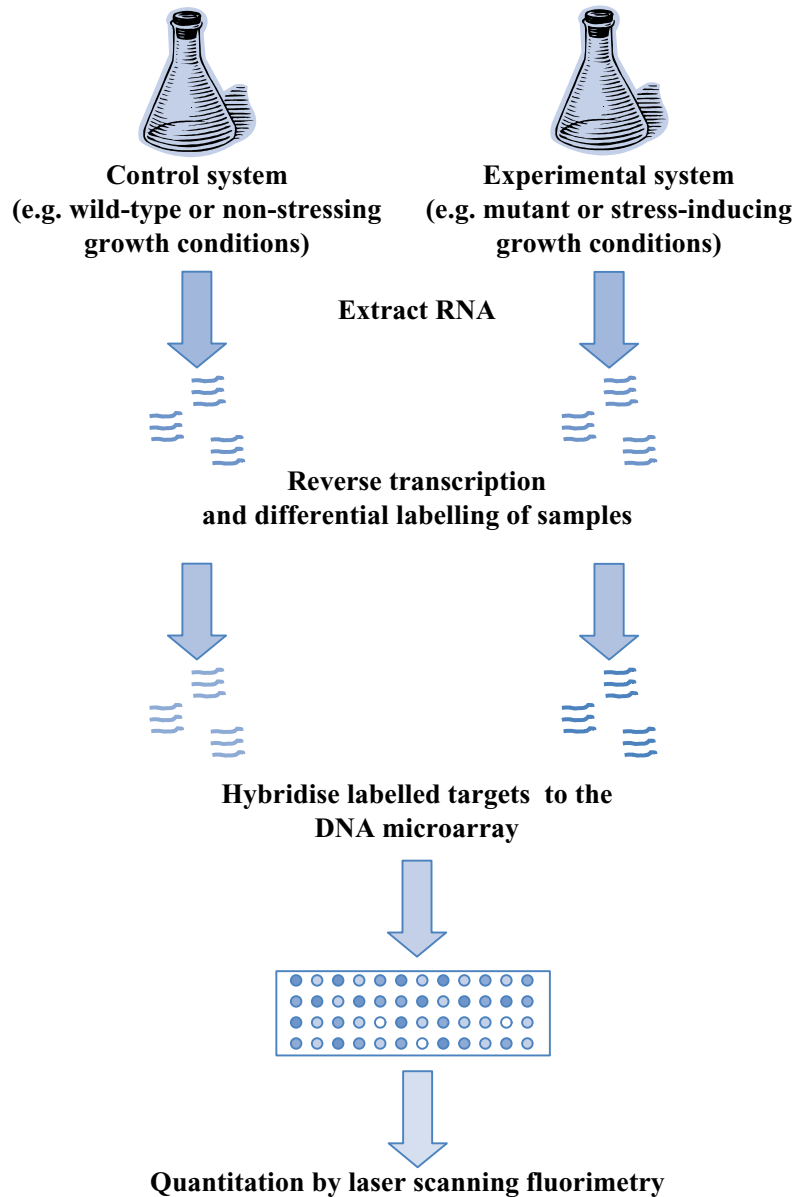 Control system
(e.g. wild-type or non-stressing
growth conditions)
Experimental system
(e.g. mutant or stress-inducing
growth conditions)
Extract RNA
Reverse transcription
and differential labelling of samples
Hybridise labelled targets to the
DNA microarray
Quantitation by laser scanning fluorimetry